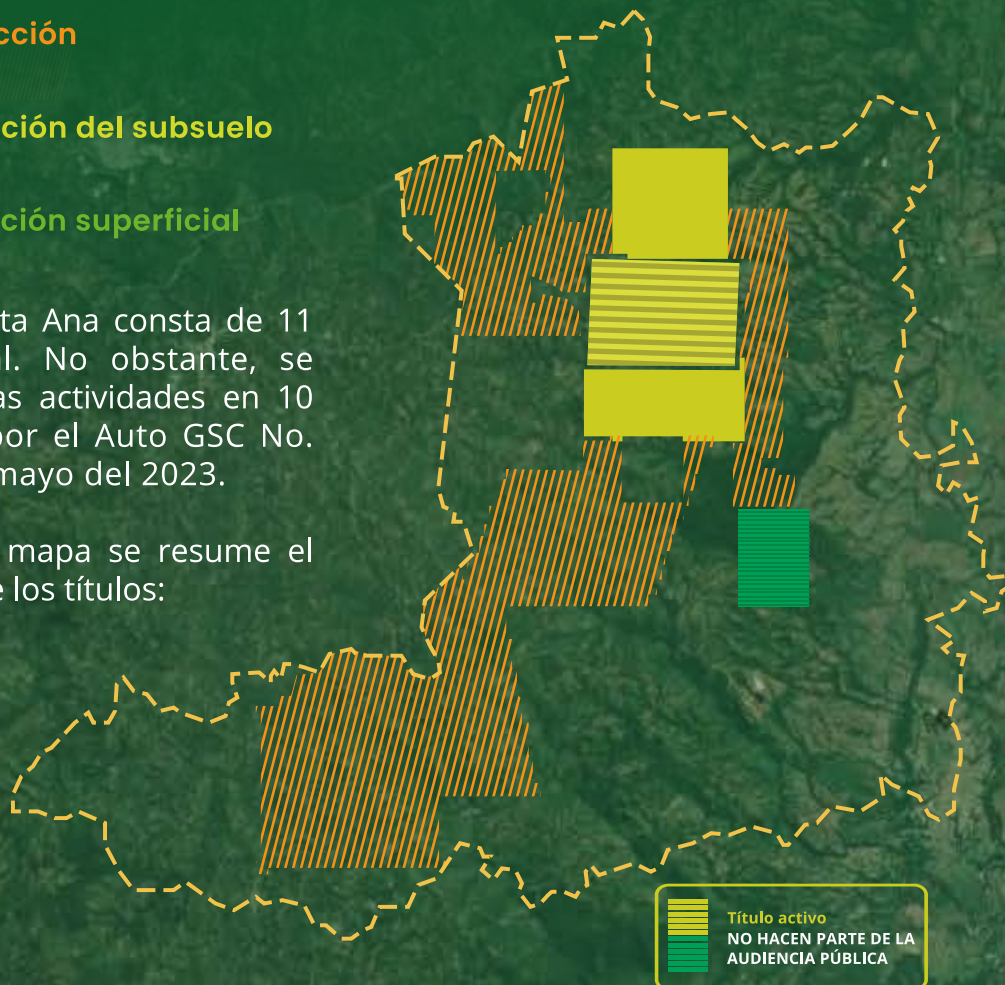 cción
ción del subsuelo
ción superficial
ta Ana consta de 11
l. No obstante, se
as actividades en 10
por el Auto GSC No.
mayo del 2023.
mapa se resume el
e los títulos:
Título activo
NO HACEN PARTE DE LA
AUDIENCIA PÚBLICA